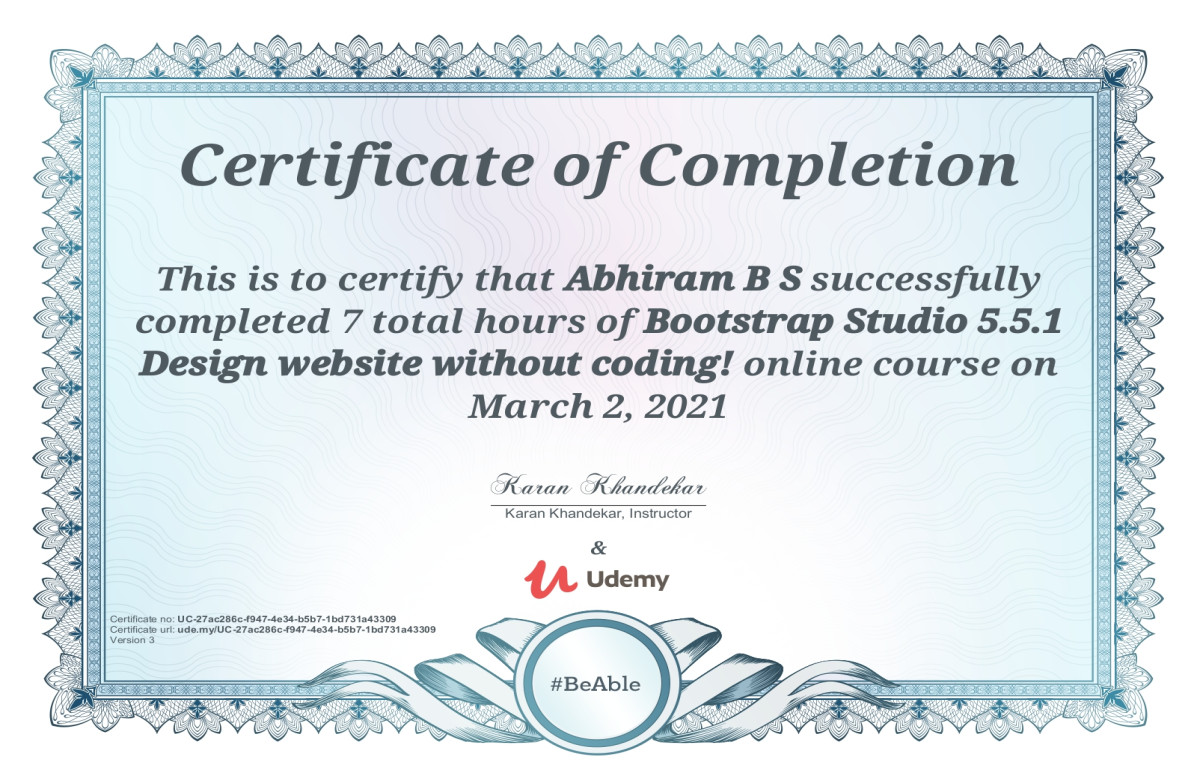 Certificate of Completion
This is to certify that Abhiram B S successfully
completed 7 total hours of Bootstrap Studio 5.5.1
Design website without coding! online course on
March 2, 2021
Karan Khandekar
Karan Khandekar, Instructor
&
Udemy
Certificate no: UC-27ac286c-f947-4e34-b5b7-1bd731a43309
Certificate url: ude.my/UC-27ac286c-f947-4e34-b5b7-1bd731a43309
Version 3
#BeAble